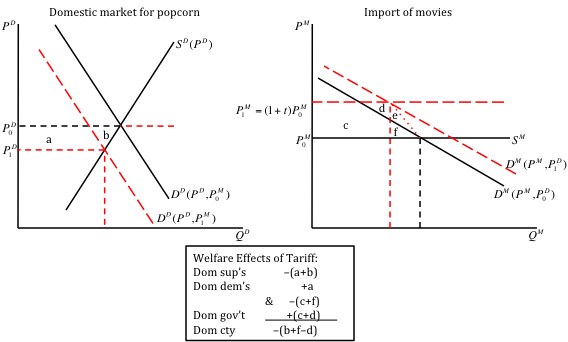 Domestic market for popcorn
P^D
S^D(P^D)
P_0^D
P_1^D
a
b
D^D(P^D,P_0^M)
D^D(P^D,P_1^M)
Q^D
Import of movies
P^M
P_1^M = (1 + t)P_0^M
P_0^M
c
d
e
f
S^M
D^M(P^M,P_1^D)
D^M(P^M,P_0^D)
Q^M
Welfare Effects of Tariff:
Dom sup's −(a+b)
Dom dem's +a
& −(c+f)
Dom gov't +(c+d)
Dom cty −(b+f−d)